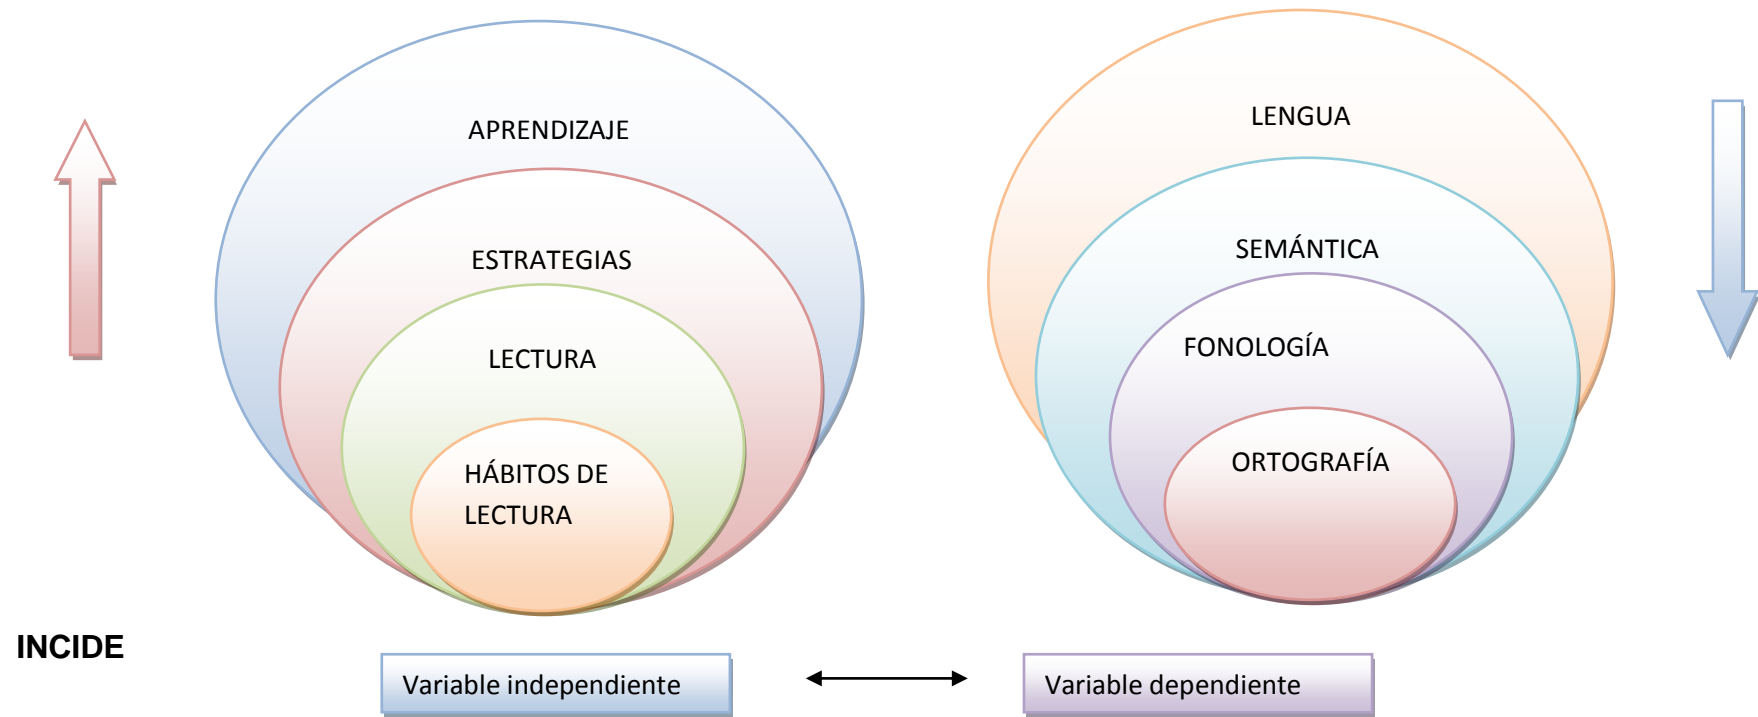 APRENDIZAJE
ESTRATEGIAS
LECTURA
HÁBITOS DE
LECTURA
LENGUA
SEMÁNTICA
FONOLOGÍA
ORTOGRAFÍA
INCIDE
Variable independiente
Variable dependiente